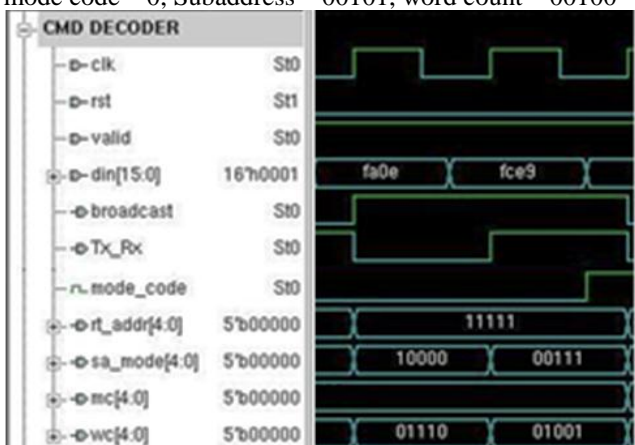 mode code = 0, Subaddress = 00101, word count = 00100
CMD DECODER
clk St0
rst St1
valid St0
din[15:0] 16'h0001 fa0e fce9
broadcast St0
Tx_Rx St0
mode_code St0
rt_addr[4:0] 5'b00000 11111
sa_mode[4:0] 5'b00000 10000 00111
mc[4:0] 5'b00000
wc[4:0] 5'b00000 01110 01001